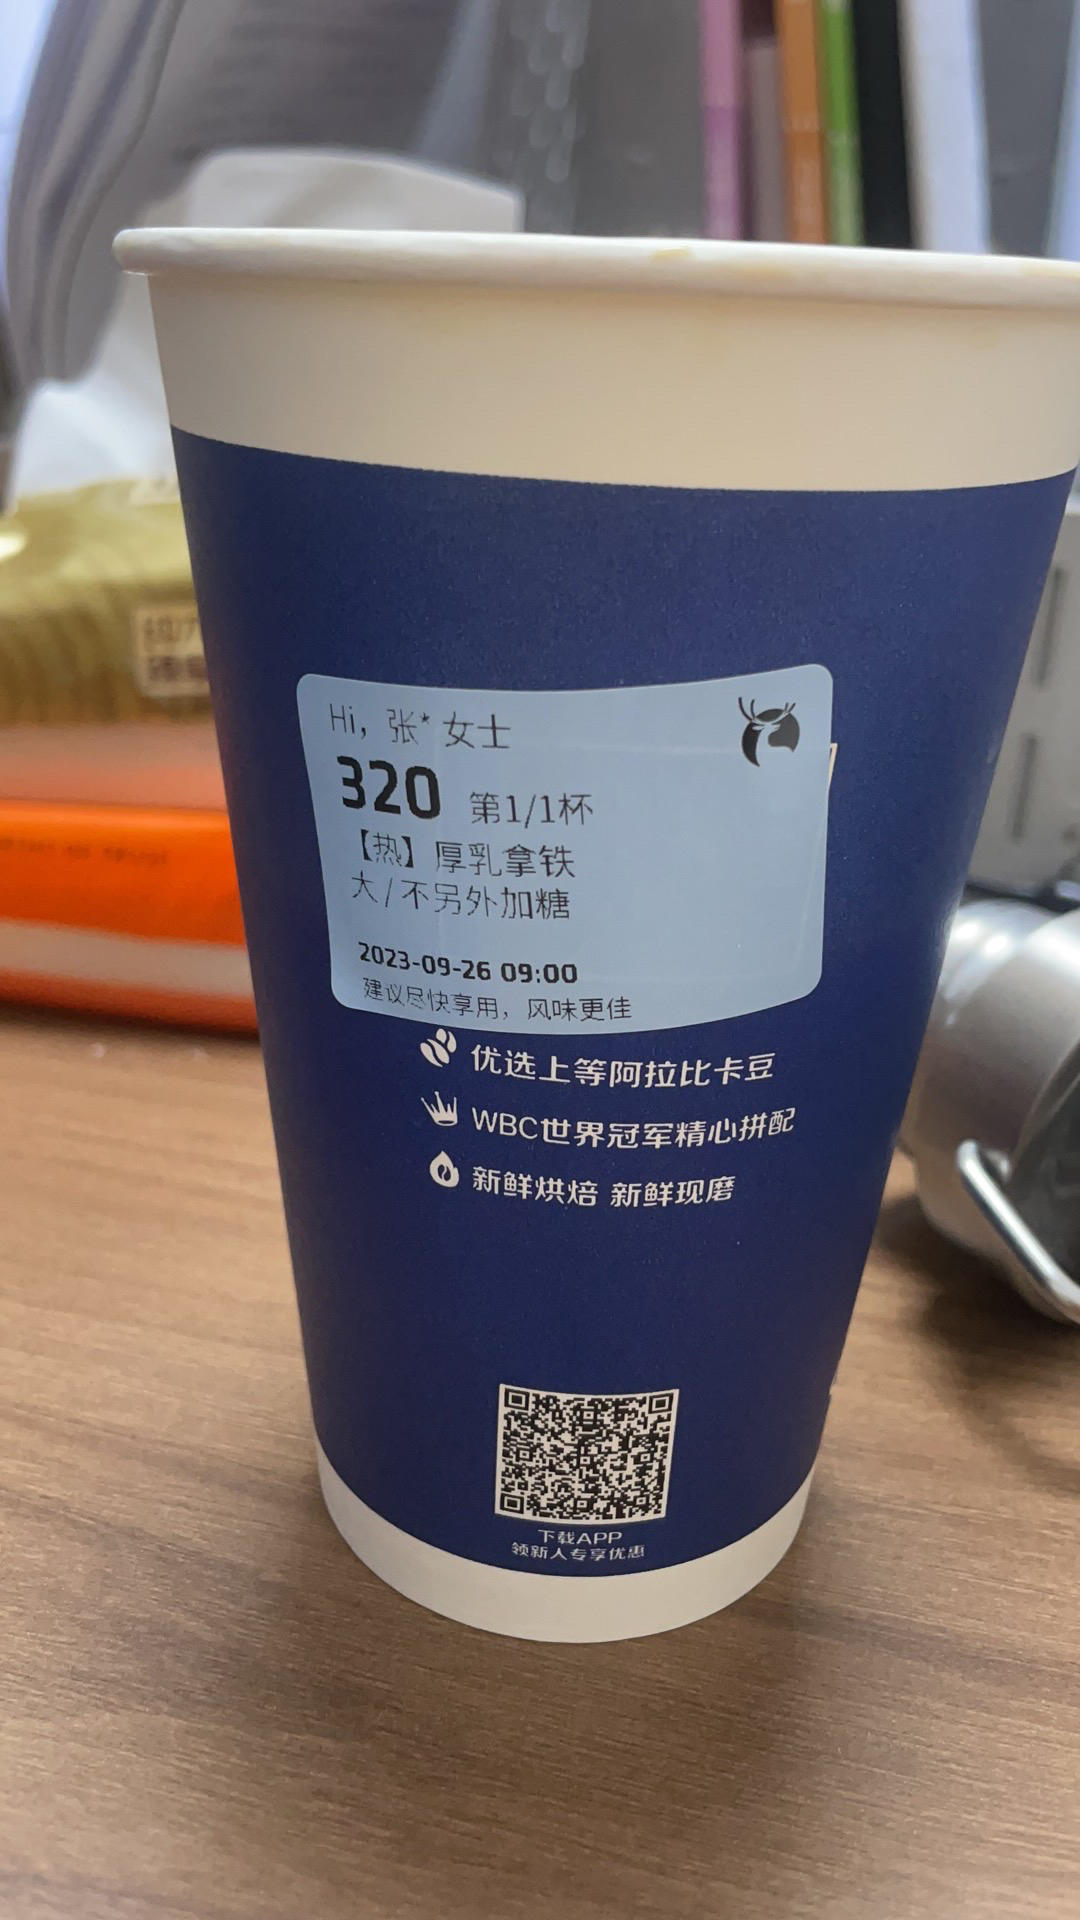 Hi，张* 女士
320 第1/1杯
【热】厚乳拿铁
大/不另外加糖
2023-09-26 09:00
建议尽快享用，风味更佳
优选上等阿拉比卡豆
WBC世界冠军精心拼配
新鲜烘焙 新鲜现磨
下载APP
领新人专享优惠